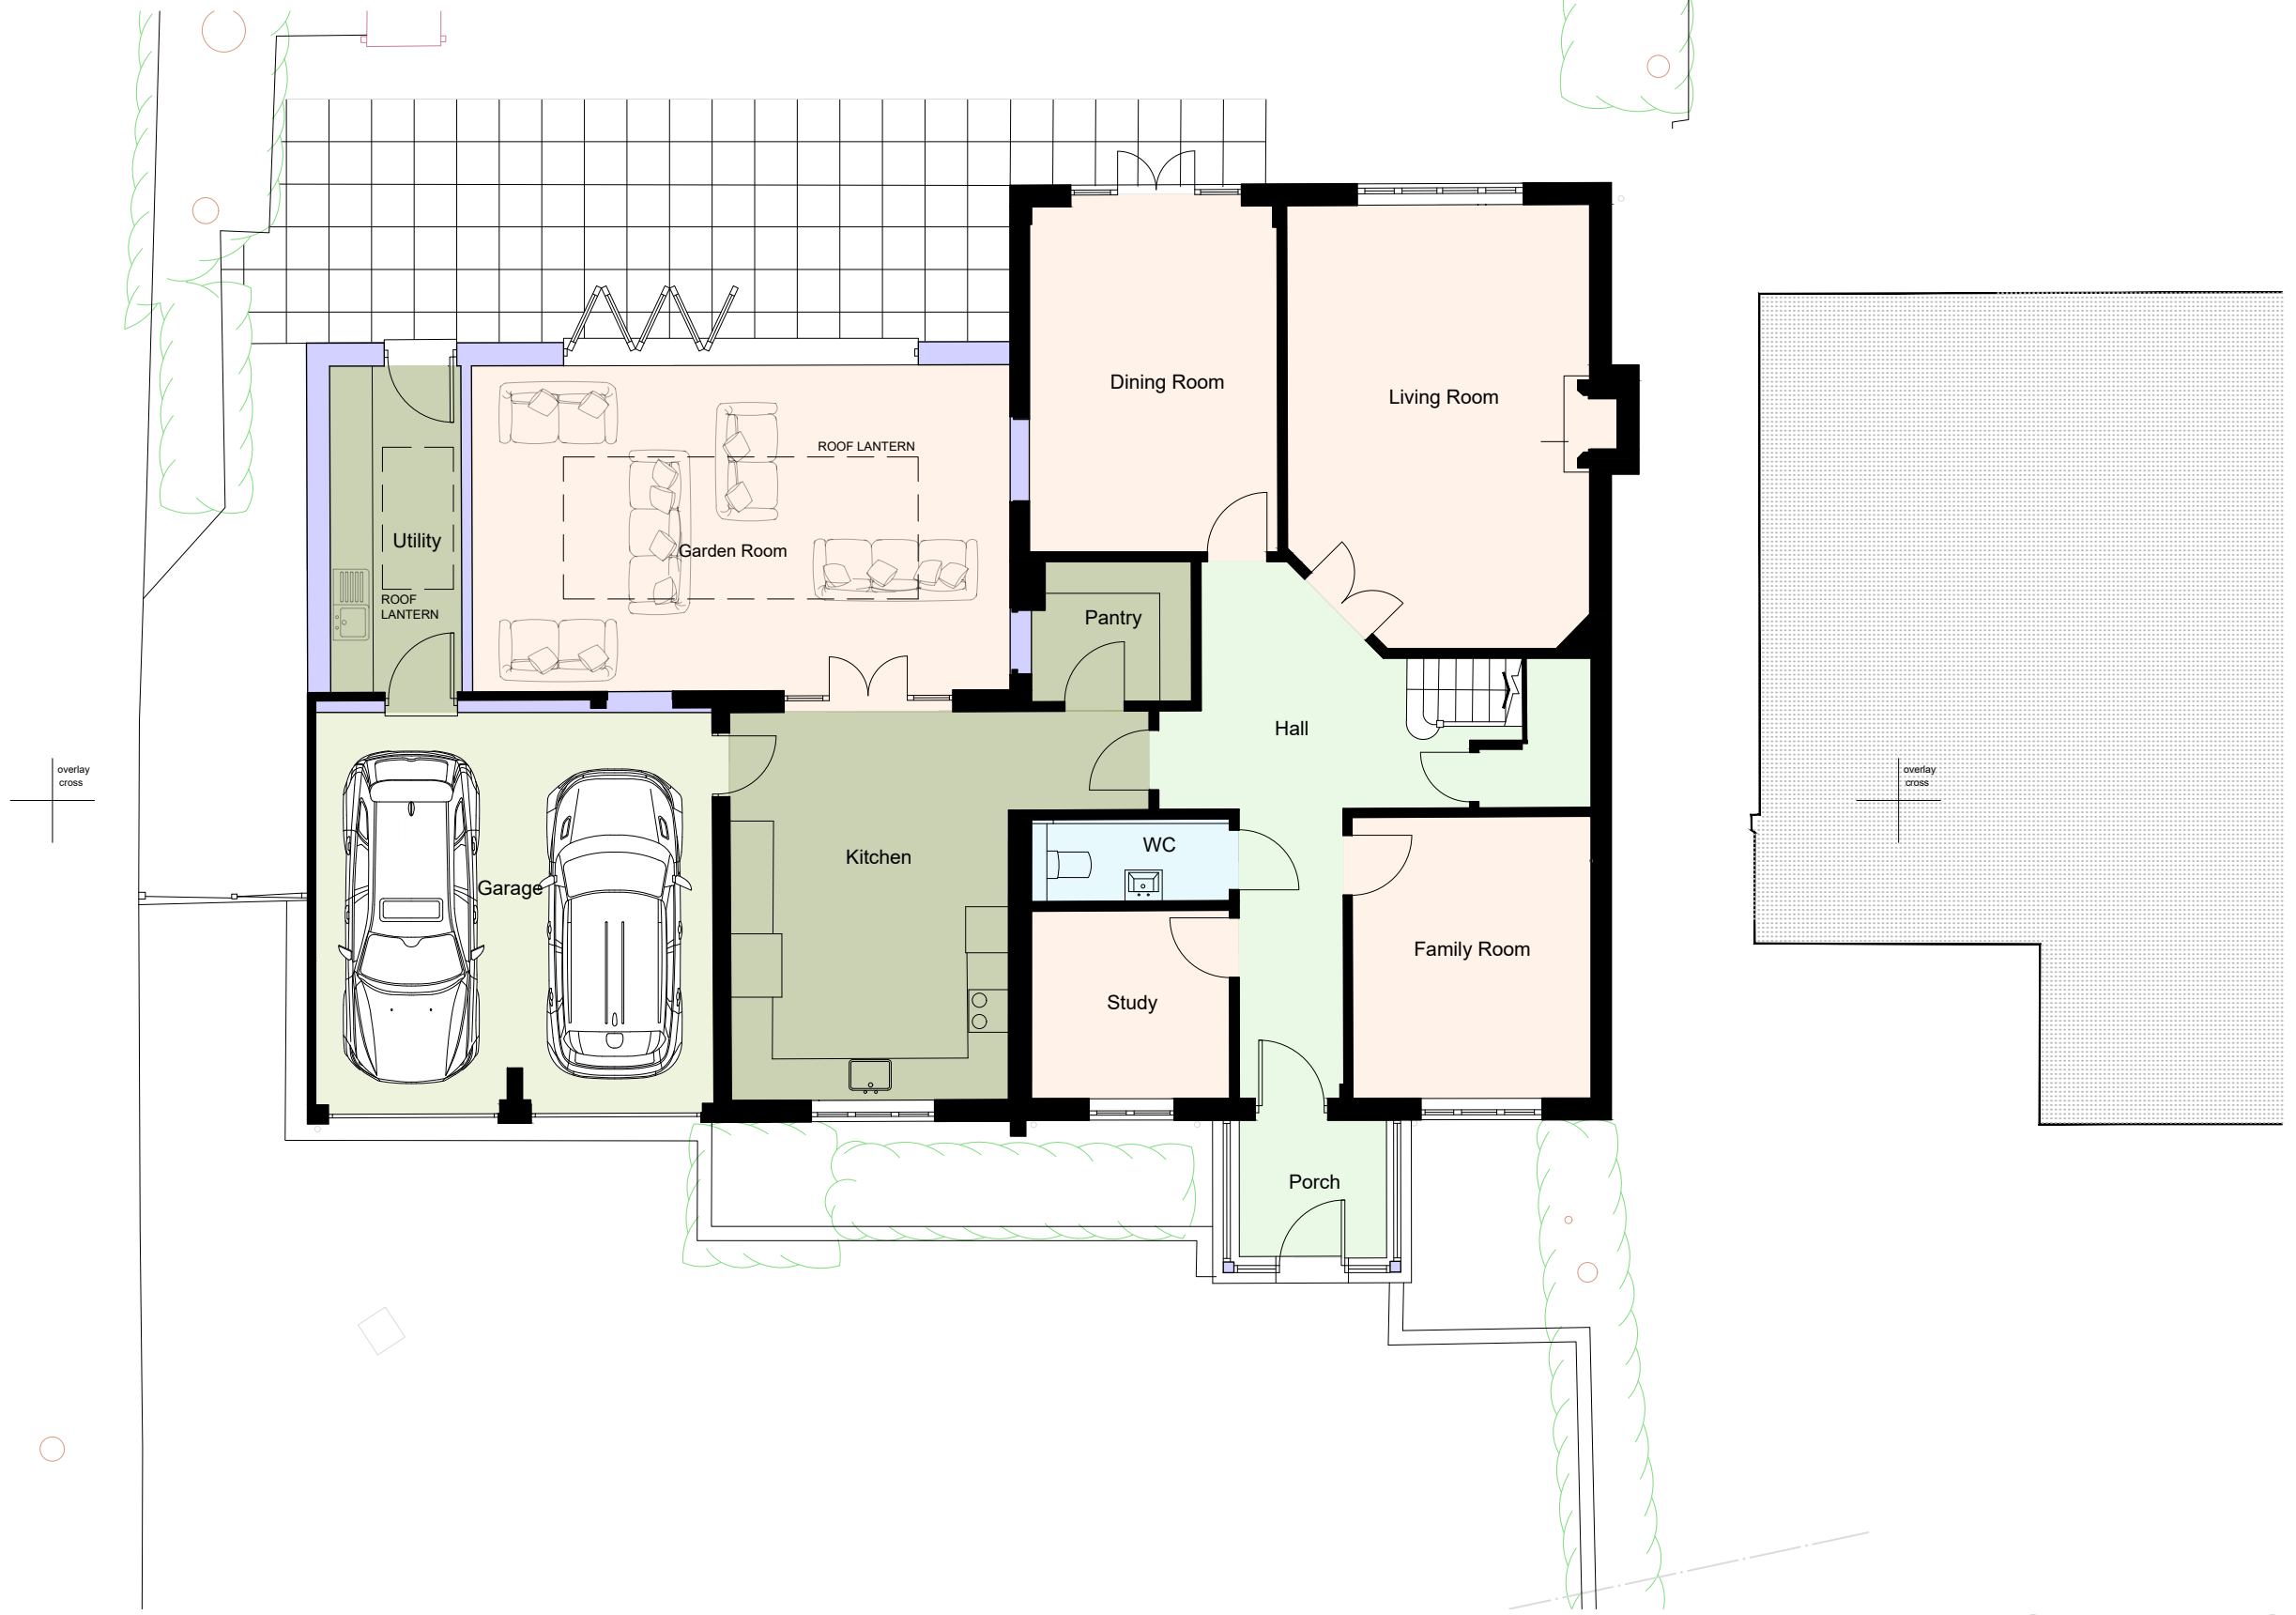 Dining Room
Living Room
ROOF LANTERN
Utility
Garden Room
ROOF
LANTERN
Pantry
Hall
overlay
cross
overlay
cross
Kitchen
WC
Garage
Family Room
Study
Porch